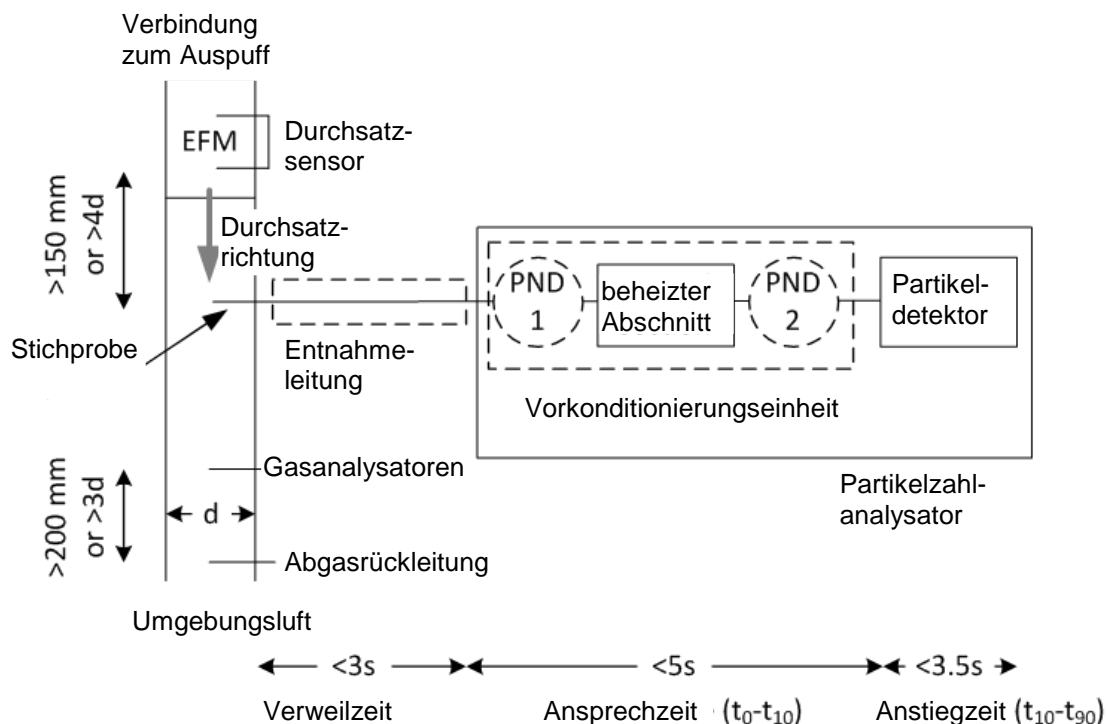 Verbindung
zum Auspuff
EFM
Durchsatz-
sensor
>150 mm
or >4d
Durchsatz-
richtung
Stichprobe
Entnahme-
leitung
PND
1
beheizter
Abschnitt
PND
2
Partikel-
detektor
Vorkonditionierungseinheit
Partikelzahl-
analysator
Gasanalysatoren
>200 mm
or >3d
d
Abgasrückleitung
Umgebungsluft
<3s
<5s
<3.5s
Verweilzeit
Ansprechzeit (t₀-t₁₀)
Anstiegzeit (t₁₀-t₉₀)